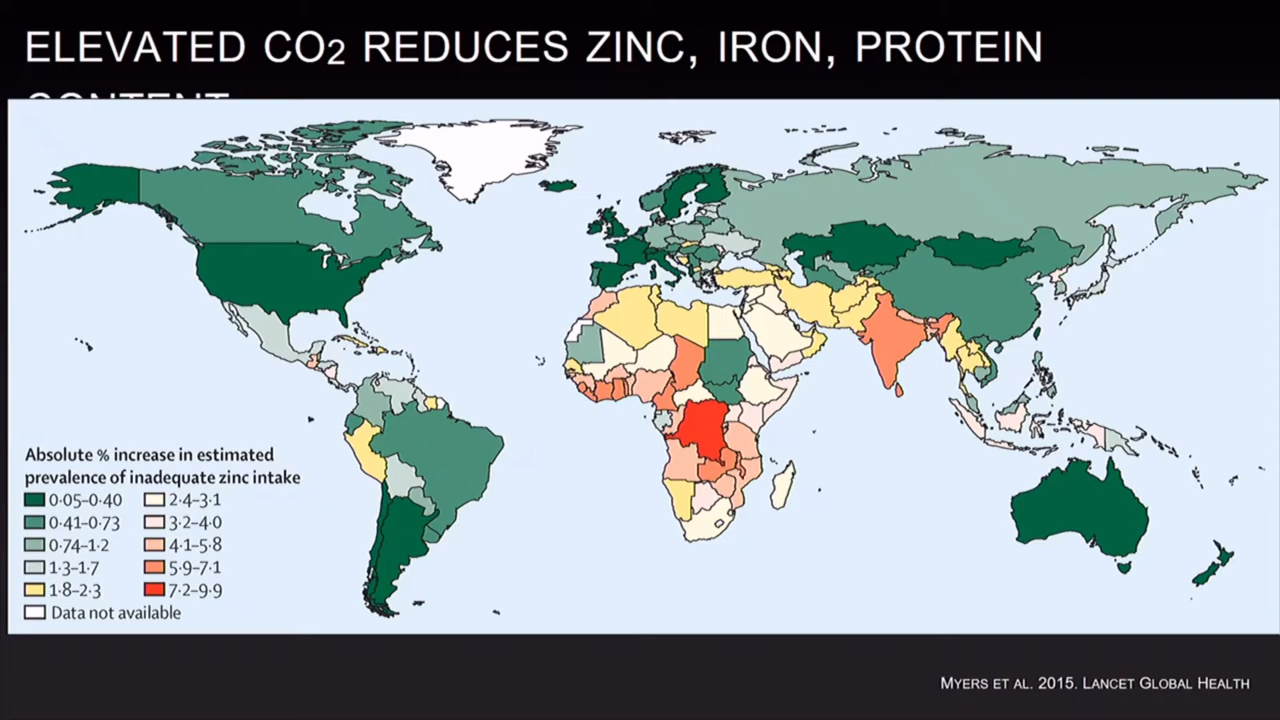 ELEVATED CO2 REDUCES ZINC, IRON, PROTEIN
CONTENT
Absolute % increase in estimated
prevalence of inadequate zinc intake
0·05–0·40
0·41–0·73
0·74–1·2
1·3–1·7
1·8–2·3
2·4–3·1
3·2–4·0
4·1–5·8
5·9–7·1
7·2–9·9
Data not available
MYERS ET AL. 2015. LANCET GLOBAL HEALTH